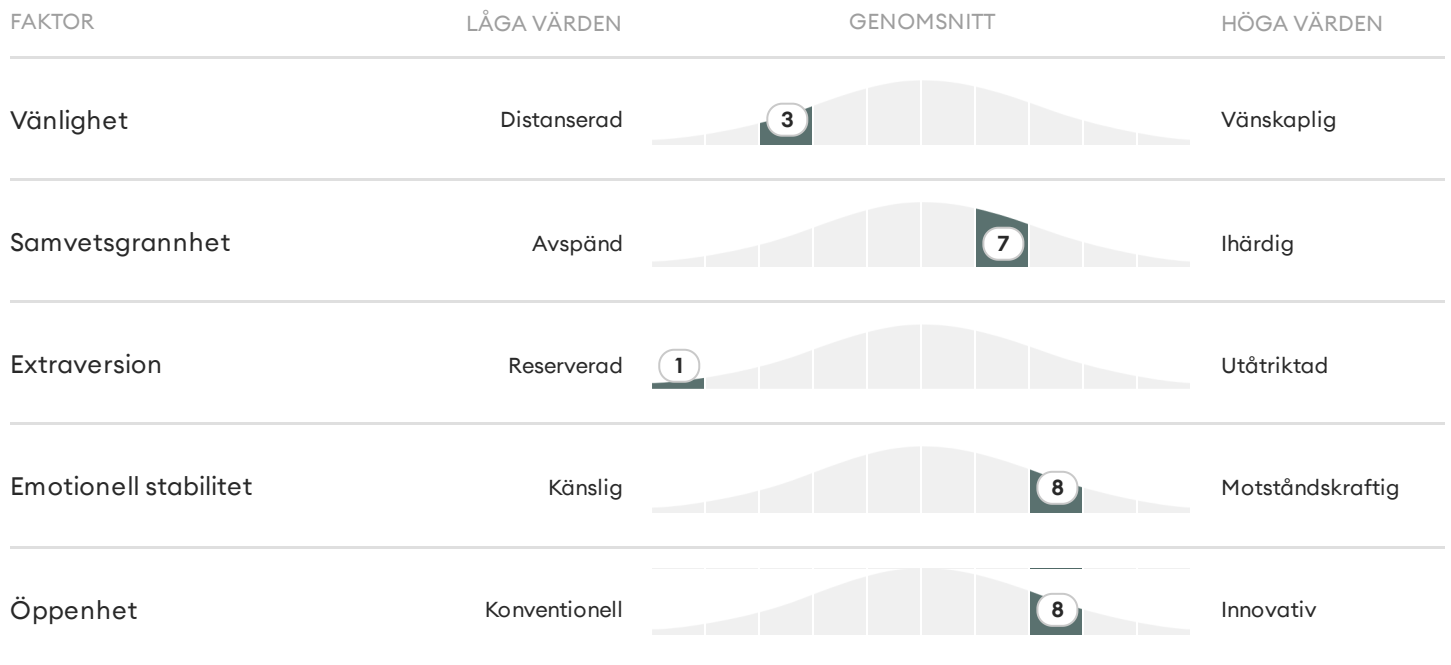 FAKTOR LÅGA VÄRDEN GENOMSNITT HÖGA VÄRDEN
Vänlighet Distanserad 3 Vänskaplig
Samvetsgrannhet Avspänd 7 Ihärdig
Extraversion Reserverad 1 Utåtriktad
Emotionell stabilitet Känslig 8 Motståndskraftig
Öppenhet Konventionell 8 Innovativ